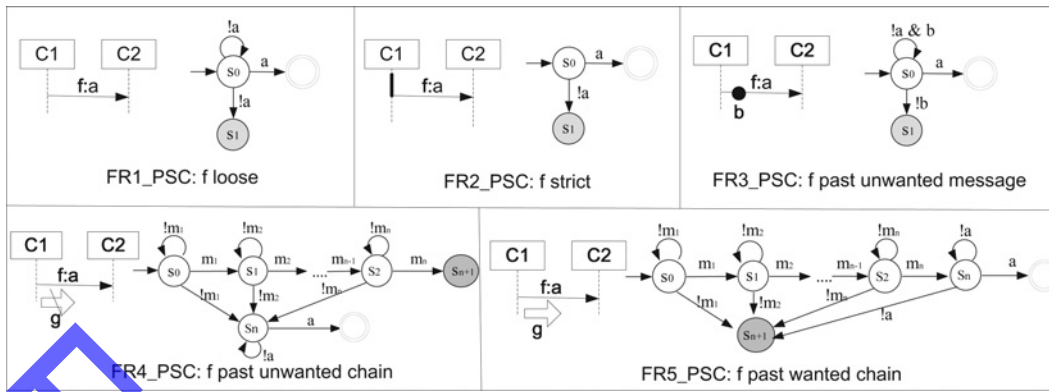 C1 C2
f:a
!a
S0
a
!a
S1
FR1_PSC: f loose
C1 C2
f:a
S0
a
!a
S1
FR2_PSC: f strict
C1 C2
f:a
b
!a & b
S0
a
!b
S1
FR3_PSC: f past unwanted message
C1 C2
f:a
g
!m1 !m2 !mn
S0 m1 S1 m2 .... mn-1 S2 mn Sn+1
!m1 !m2 !mn
Sn a
!a
FR4_PSC: f past unwanted chain
C1 C2
f:a
g
!m1 !m2 !mn !a
S0 m1 S1 m2 .... mn-1 S2 mn Sn a
!m1 !m2 !mn !a
Sn+1
FR5_PSC: f past wanted chain